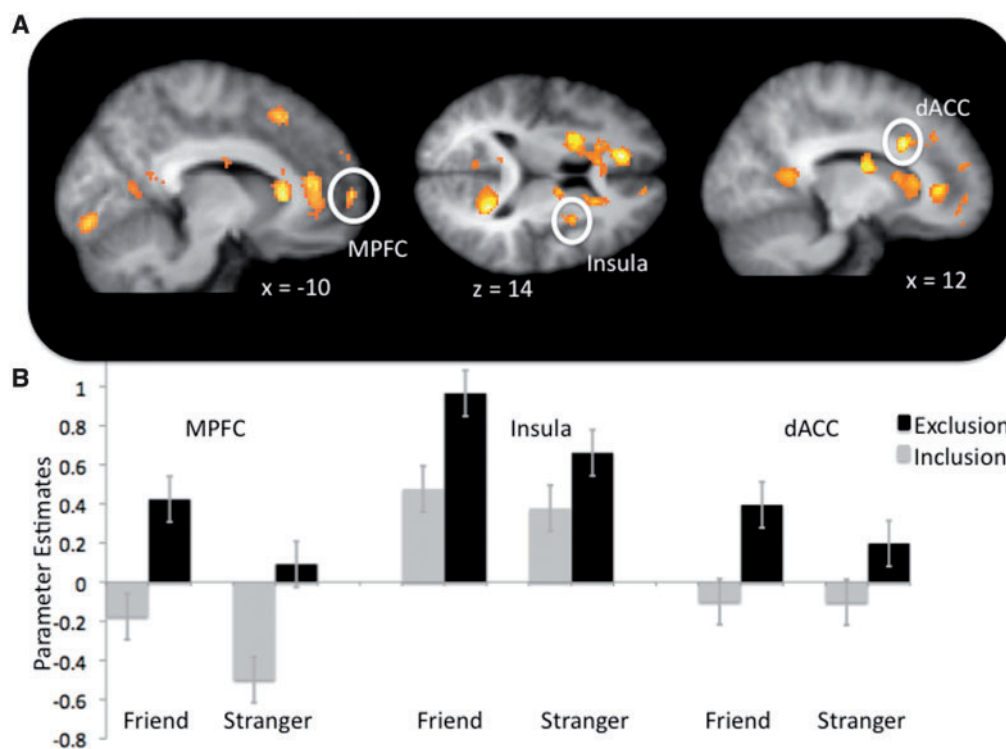 A
dACC
MPFC
Insula
x = -10
z = 14
x = 12
B
1
0.8
0.6
0.4
0.2
0
-0.2
-0.4
-0.6
-0.8
Parameter Estimates
MPFC
Insula
dACC
Exclusion
Inclusion
Friend Stranger Friend Stranger Friend Stranger